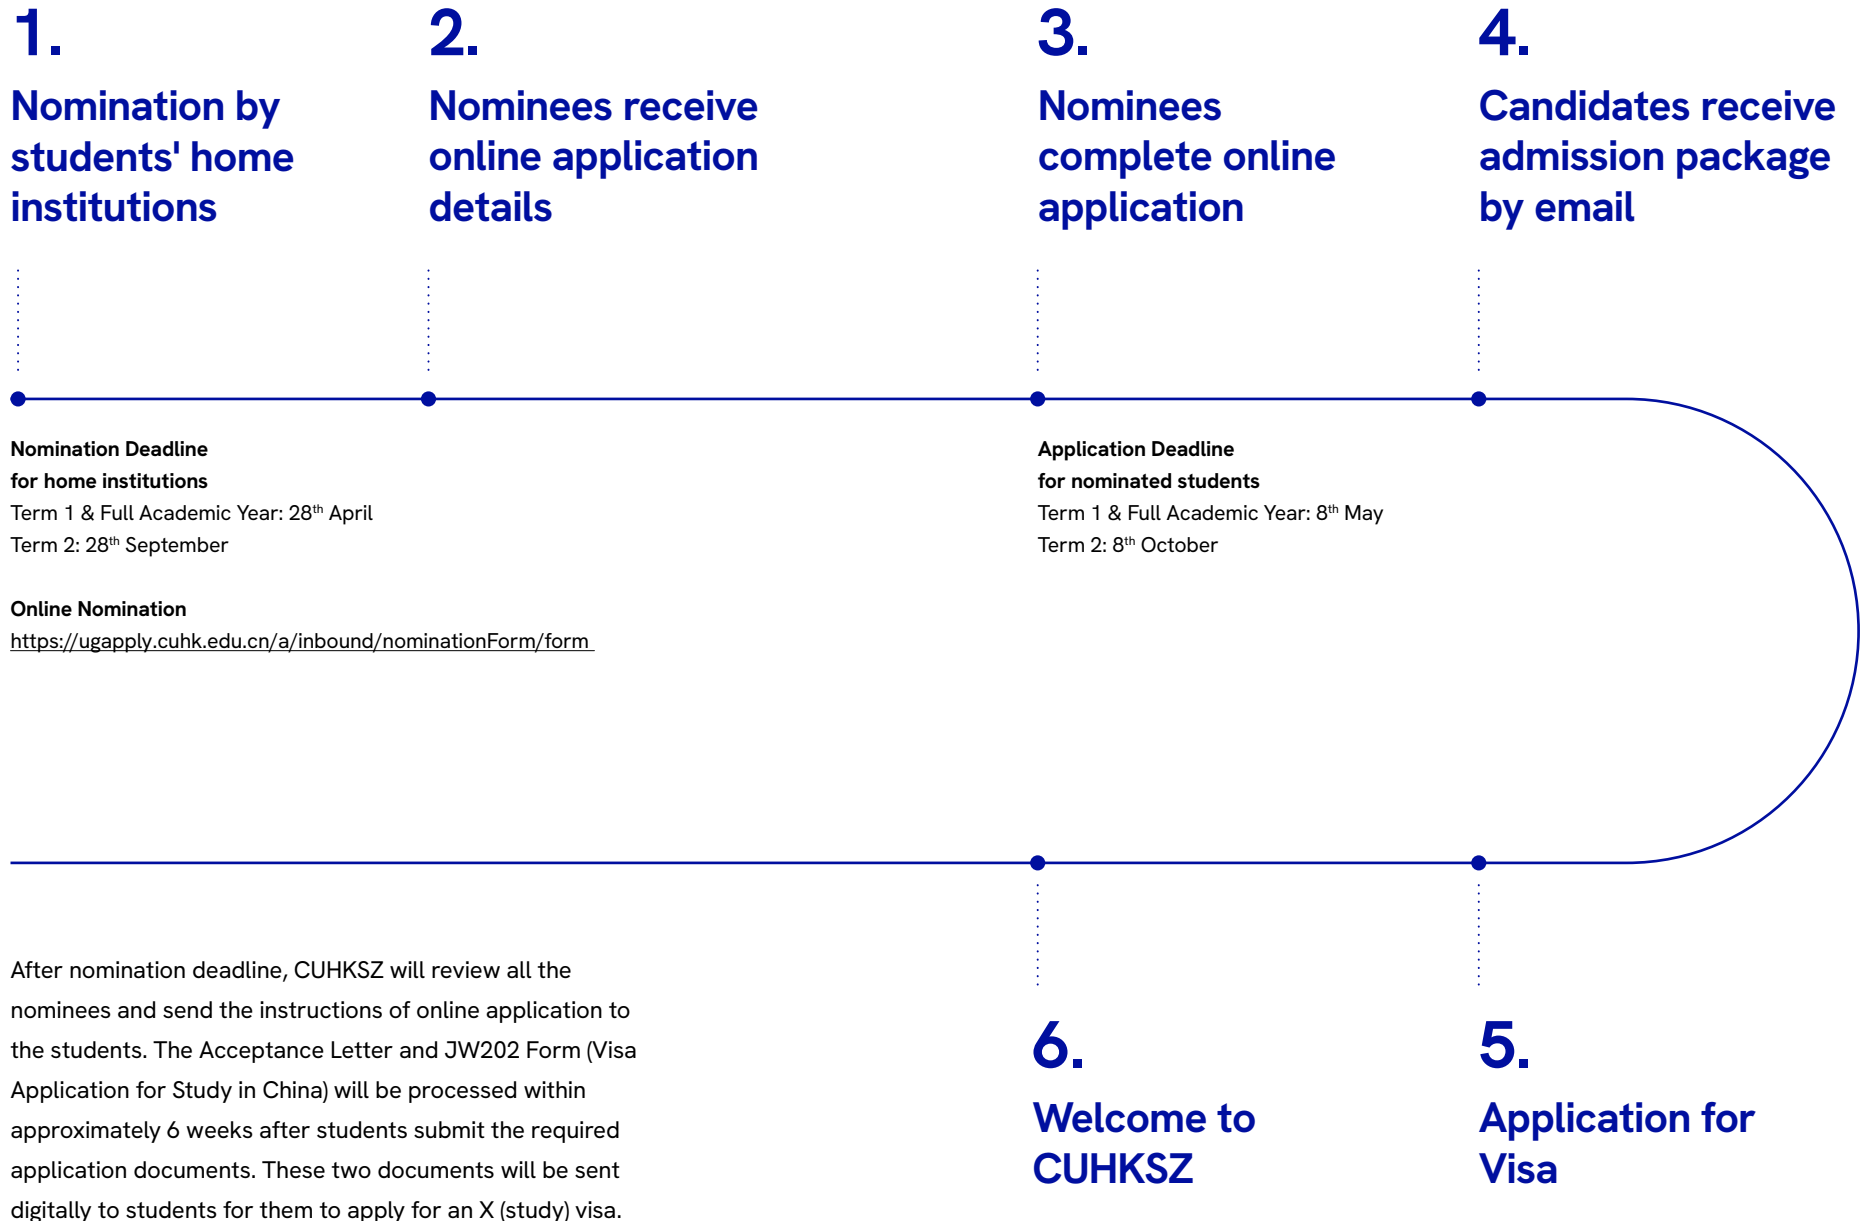 1.
Nomination by
students' home
institutions
2.
Nominees receive
online application
details
3.
Nominees
complete online
application
4.
Candidates receive
admission package
by email
Nomination Deadline
for home institutions
Term 1 & Full Academic Year: 28th April
Term 2: 28th September
Online Nomination
https://ugapply.cuhk.edu.cn/a/inbound/nominationForm/form
Application Deadline
for nominated students
Term 1 & Full Academic Year: 8th May
Term 2: 8th October
5.
Application for
Visa
6.
Welcome to
CUHKSZ
After nomination deadline, CUHKSZ will review all the
nominees and send the instructions of online application to
the students. The Acceptance Letter and JW202 Form (Visa
Application for Study in China) will be processed within
approximately 6 weeks after students submit the required
application documents. These two documents will be sent
digitally to students for them to apply for an X (study) visa.